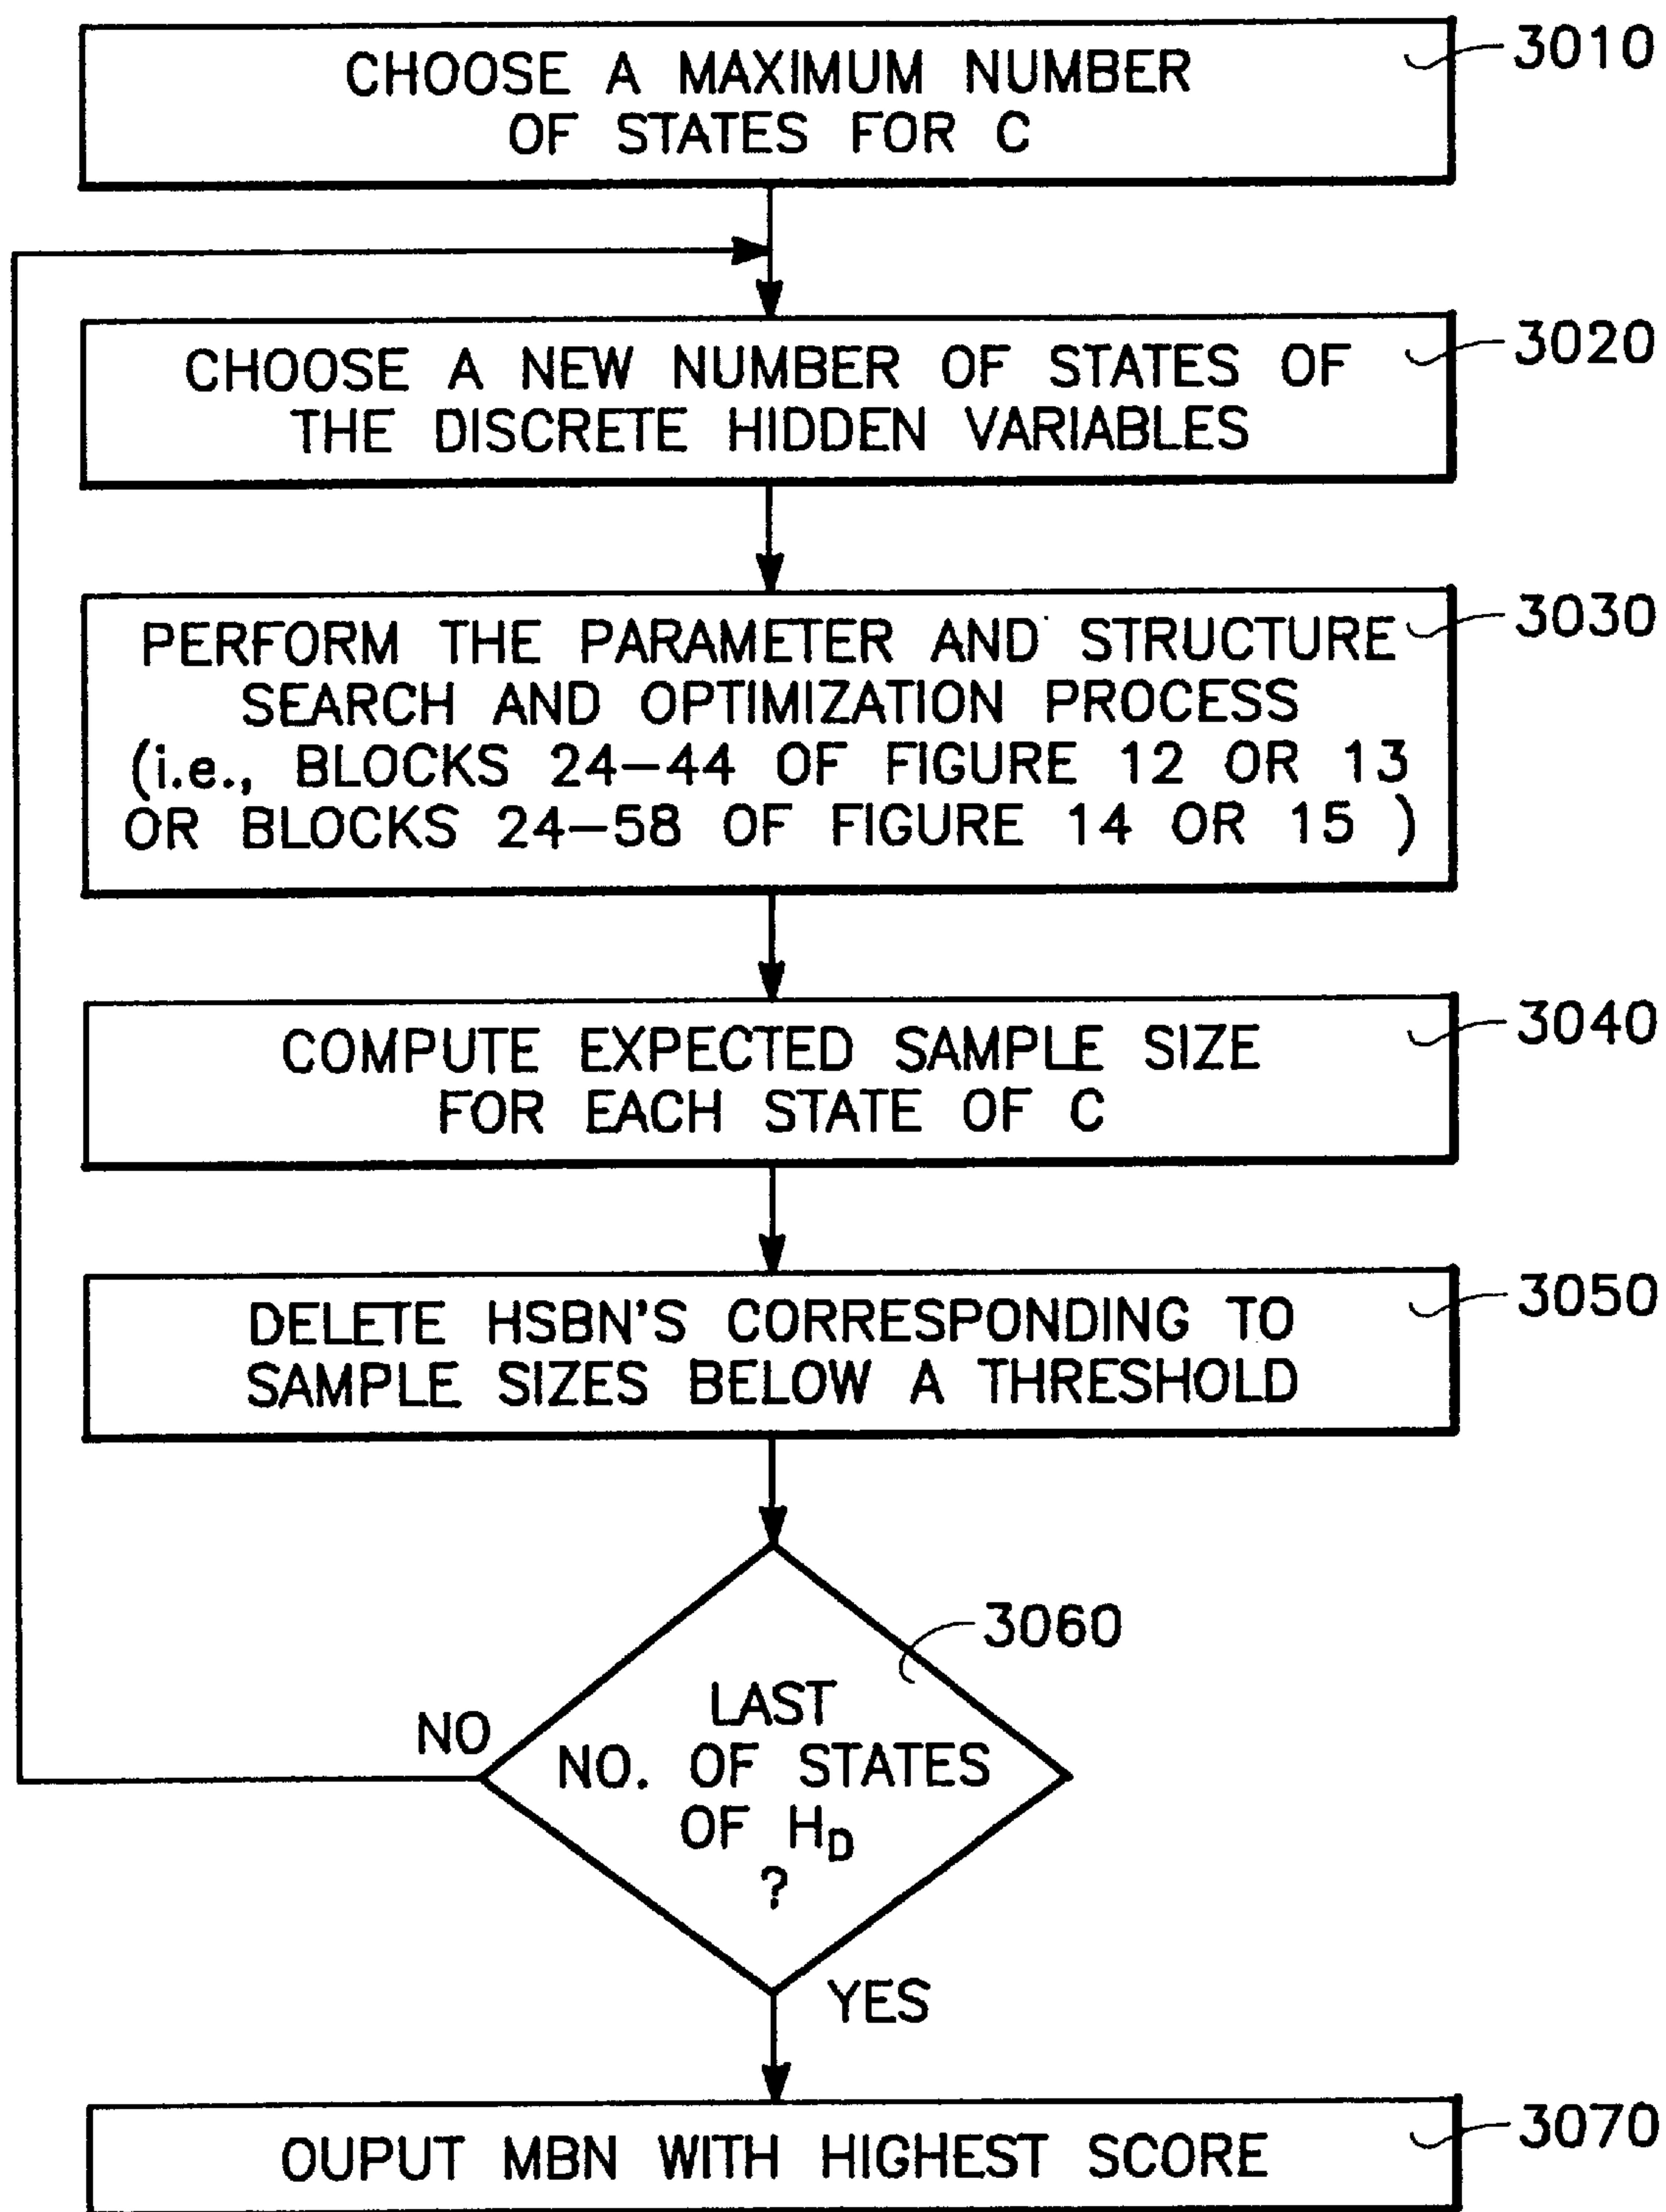 CHOOSE A MAXIMUM NUMBER
OF STATES FOR C
3010
CHOOSE A NEW NUMBER OF STATES OF
THE DISCRETE HIDDEN VARIABLES
3020
PERFORM THE PARAMETER AND STRUCTURE
SEARCH AND OPTIMIZATION PROCESS
(i.e., BLOCKS 24-44 OF FIGURE 12 OR 13
OR BLOCKS 24-58 OF FIGURE 14 OR 15 )
3030
COMPUTE EXPECTED SAMPLE SIZE
FOR EACH STATE OF C
3040
DELETE HSBN'S CORRESPONDING TO
SAMPLE SIZES BELOW A THRESHOLD
3050
3060
LAST
NO. OF STATES
OF HD
?
NO
YES
OUPUT MBN WITH HIGHEST SCORE
3070